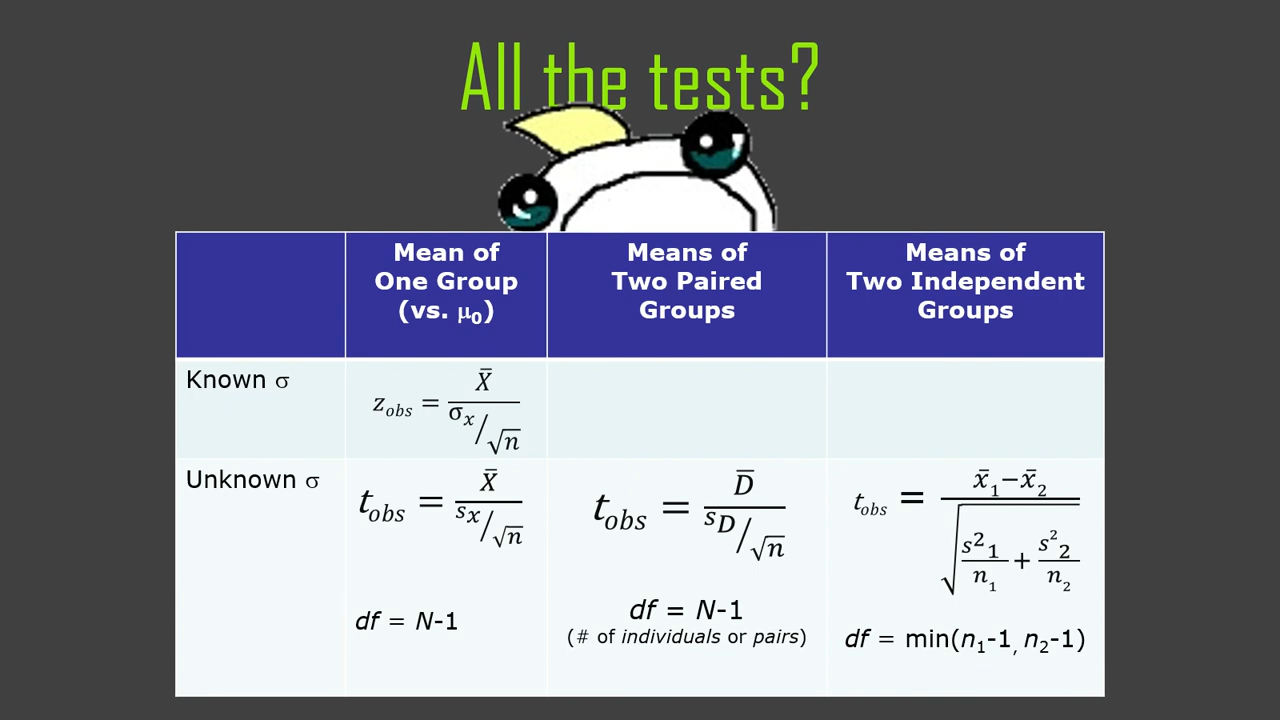 All the tests?
Mean of
One Group
(vs. μ₀)
Means of
Two Paired
Groups
Means of
Two Independent
Groups
Known σ
z_obs = X̄ / (σ_x/√n)
Unknown σ
t_obs = X̄ / (s_x/√n)
df = N-1
t_obs = D̄ / (s_D/√n)
df = N-1
(# of individuals or pairs)
t_obs = (x̄₁−x̄₂) / √(s²₁/n₁ + s²₂/n₂)
df = min(n₁-1, n₂-1)